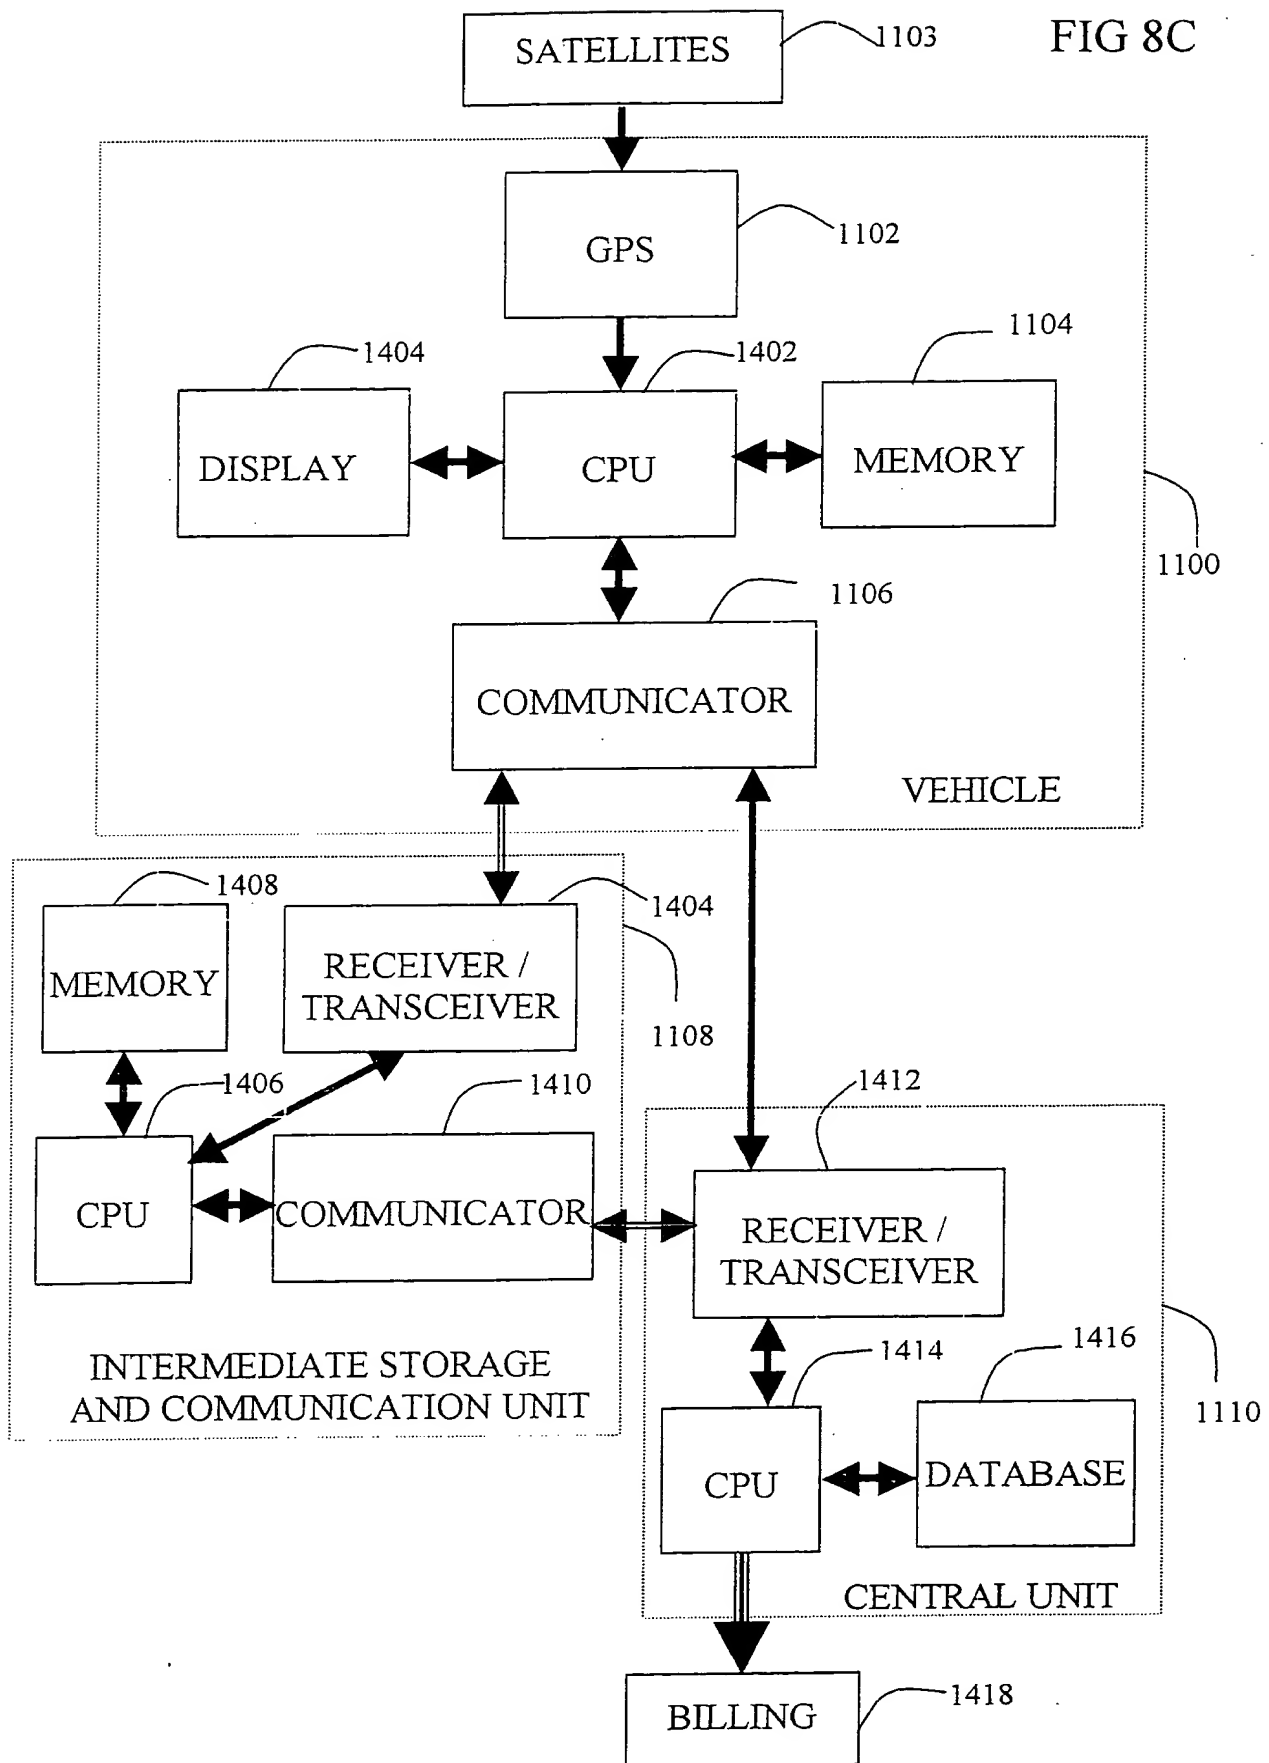 FIG 8C
SATELLITES
1103
GPS
1102
1104
1404
1402
DISPLAY
CPU
MEMORY
1100
1106
COMMUNICATOR
VEHICLE
1408
1404
MEMORY
RECEIVER /
TRANSCEIVER
1108
1406
1410
1412
CPU
COMMUNICATOR
RECEIVER /
TRANSCEIVER
INTERMEDIATE STORAGE
AND COMMUNICATION UNIT
1414
1416
1110
CPU
DATABASE
CENTRAL UNIT
BILLING
1418